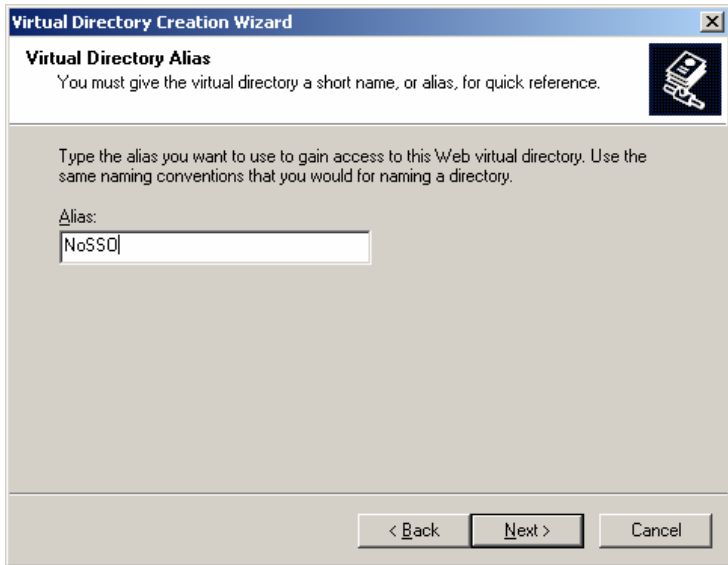 Virtual Directory Creation Wizard
Virtual Directory Alias
You must give the virtual directory a short name, or alias, for quick reference.
Type the alias you want to use to gain access to this Web virtual directory. Use the
same naming conventions that you would for naming a directory.
Alias:
NoSSO
< Back Next > Cancel